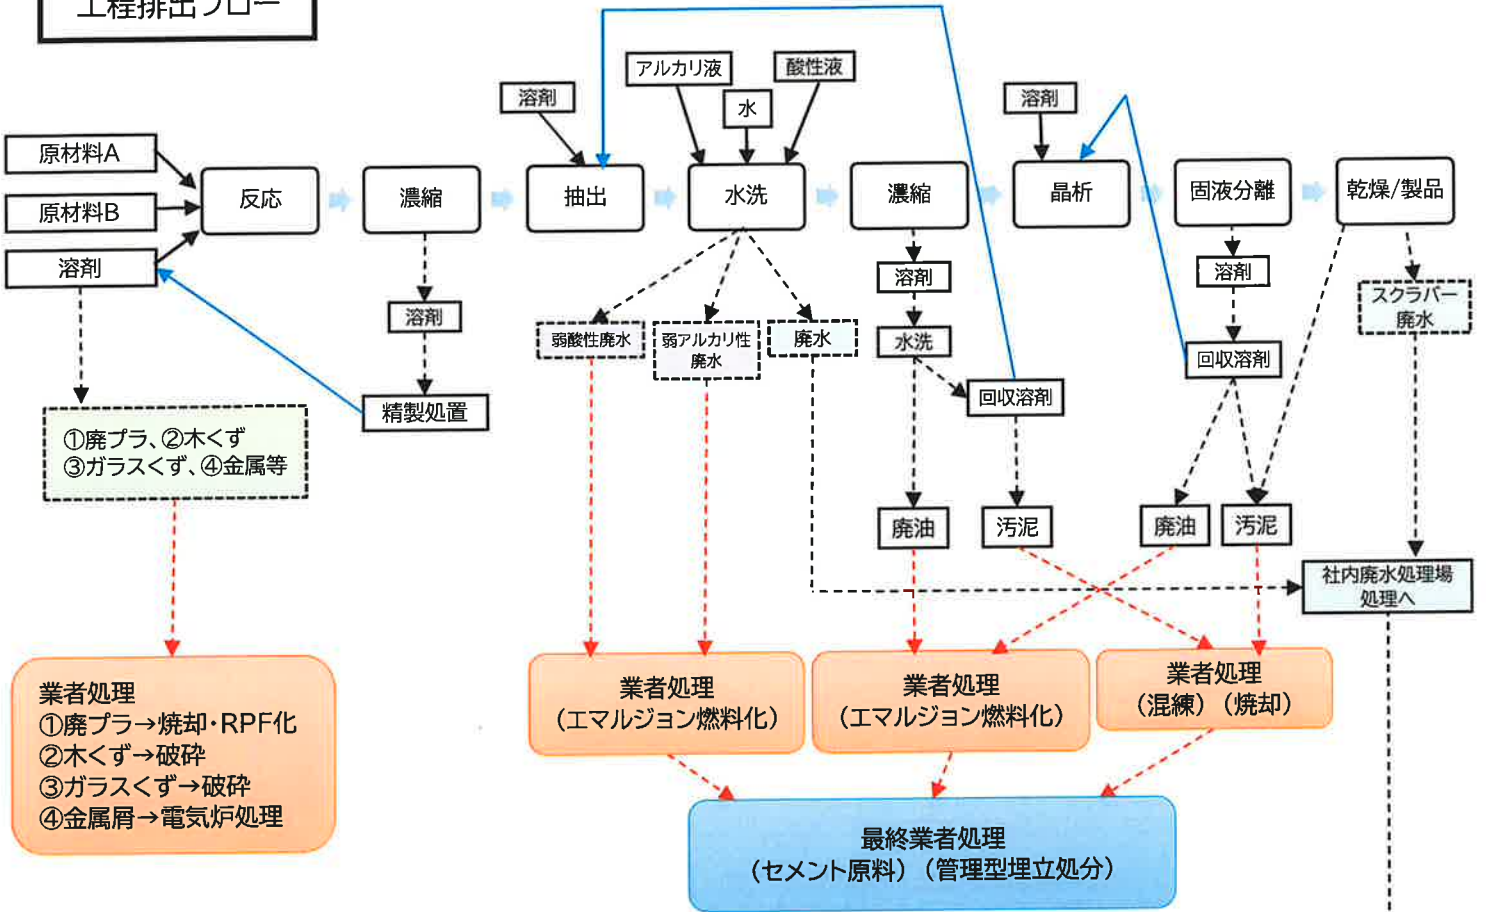 工程排出フロー
溶剤
アルカリ液
水
酸性液
溶剤
原材料A
原材料B
溶剤
反応
濃縮
抽出
水洗
濃縮
晶析
固液分離
乾燥/製品
溶剤
精製処置
弱酸性廃水
弱アルカリ性
廃水
廃水
溶剤
水洗
回収溶剤
溶剤
回収溶剤
スクラバー
廃水
①廃プラ、②木くず
③ガラスくず、④金属等
廃油
汚泥
廃油
汚泥
社内廃水処理場
処理へ
業者処理
①廃プラ→焼却・RPF化
②木くず→破砕
③ガラスくず→破砕
④金属屑→電気炉処理
業者処理
（エマルジョン燃料化）
業者処理
（エマルジョン燃料化）
業者処理
（混練）（焼却）
最終業者処理
（セメント原料）（管理型埋立処分）